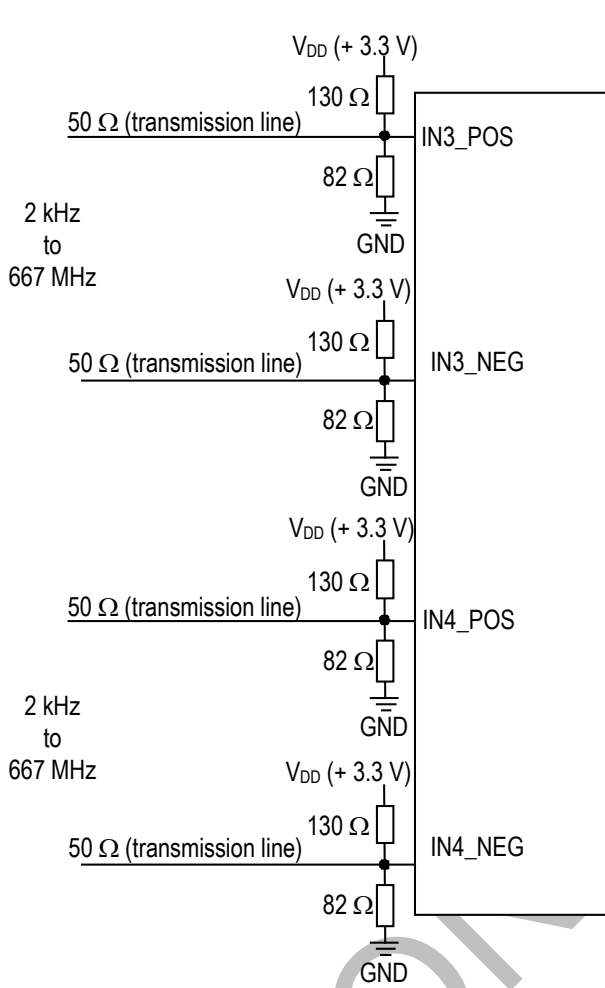 VDD (+ 3.3 V)
130 Ω
50 Ω (transmission line)
IN3_POS
82 Ω
GND
2 kHz
to
667 MHz
VDD (+ 3.3 V)
130 Ω
50 Ω (transmission line)
IN3_NEG
82 Ω
GND
VDD (+ 3.3 V)
130 Ω
50 Ω (transmission line)
IN4_POS
82 Ω
GND
2 kHz
to
667 MHz
VDD (+ 3.3 V)
130 Ω
50 Ω (transmission line)
IN4_NEG
82 Ω
GND